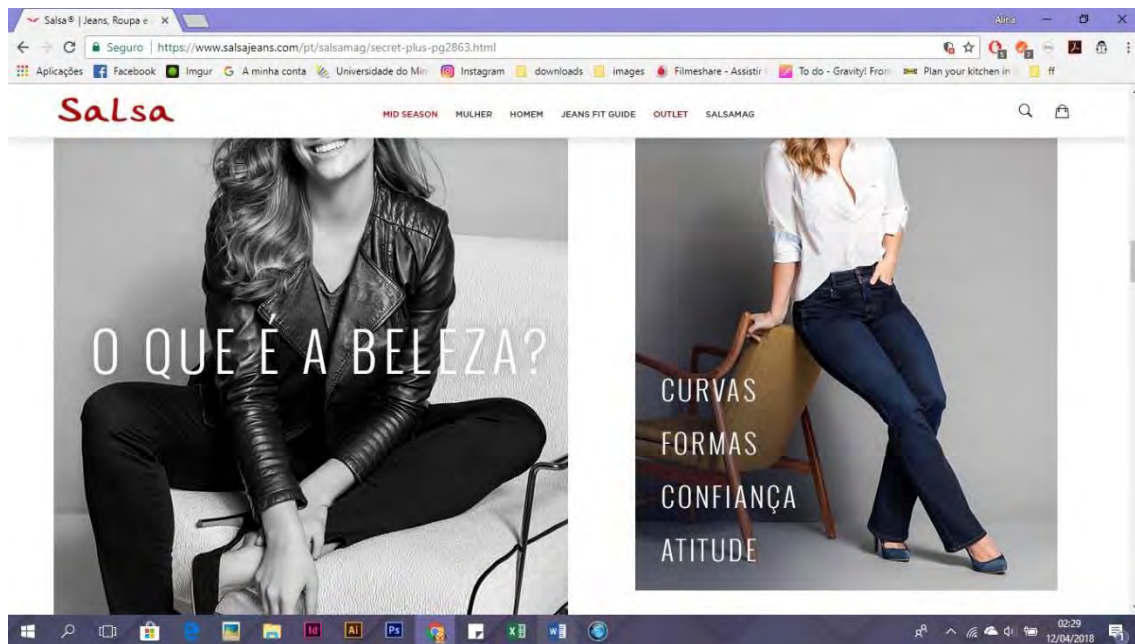 Salsa® | Jeans, Roupa e
Alina
Seguro
https://www.salsajeans.com/pt/salsamag/secret-plus-pg2863.html
Aplicações
Facebook
Imgur
A minha conta
Universidade do Min
Instagram
downloads
images
Filmeshare - Assistir
To do - Gravity! From
Plan your kitchen in
ff
Salsa
MID SEASON
MULHER
HOMEM
JEANS FIT GUIDE
OUTLET
SALSAMAG
O QUE É A BELEZA?
CURVAS
FORMAS
CONFIANÇA
ATITUDE
Id
Ai
Ps
02:29
12/04/2018